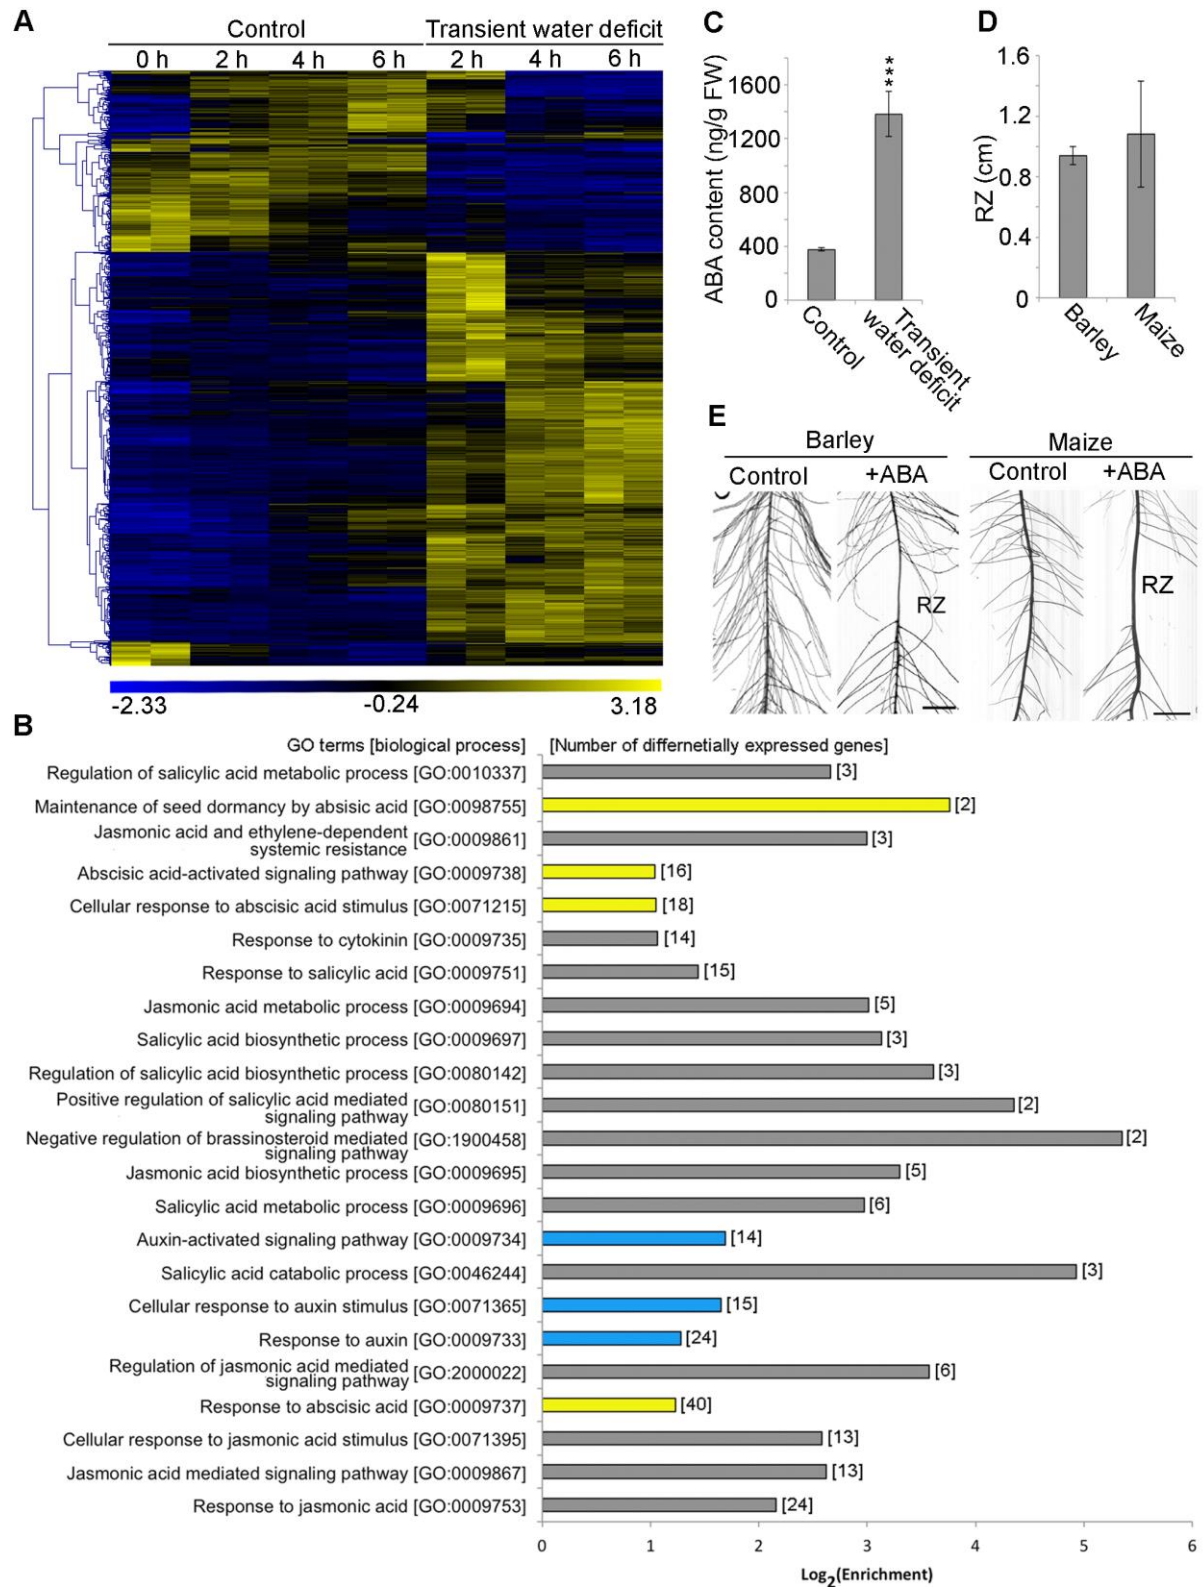 A
Control
Transient water deficit
0 h 2 h 4 h 6 h 2 h 4 h 6 h
-2.33 -0.24 3.18
C
ABA content (ng/g FW)
1600
1200
800
400
0
***
Control
Transient
water deficit
D
RZ (cm)
1.6
1.2
0.8
0.4
0
Barley
Maize
E
Barley Maize
Control +ABA Control +ABA
RZ RZ
B
GO terms [biological process] [Number of differnetially expressed genes]
Regulation of salicylic acid metabolic process [GO:0010337] [3]
Maintenance of seed dormancy by absisic acid [GO:0098755] [2]
Jasmonic acid and ethylene-dependent
systemic resistance [GO:0009861] [3]
Abscisic acid-activated signaling pathway [GO:0009738] [16]
Cellular response to abscisic acid stimulus [GO:0071215] [18]
Response to cytokinin [GO:0009735] [14]
Response to salicylic acid [GO:0009751] [15]
Jasmonic acid metabolic process [GO:0009694] [5]
Salicylic acid biosynthetic process [GO:0009697] [3]
Regulation of salicylic acid biosynthetic process [GO:0080142] [3]
Positive regulation of salicylic acid mediated
signaling pathway [GO:0080151] [2]
Negative regulation of brassinosteroid mediated
signaling pathway [GO:1900458] [2]
Jasmonic acid biosynthetic process [GO:0009695] [5]
Salicylic acid metabolic process [GO:0009696] [6]
Auxin-activated signaling pathway [GO:0009734] [14]
Salicylic acid catabolic process [GO:0046244] [3]
Cellular response to auxin stimulus [GO:0071365] [15]
Response to auxin [GO:0009733] [24]
Regulation of jasmonic acid mediated
signaling pathway [GO:2000022] [6]
Response to abscisic acid [GO:0009737] [40]
Cellular response to jasmonic acid stimulus [GO:0071395] [13]
Jasmonic acid mediated signaling pathway [GO:0009867] [13]
Response to jasmonic acid [GO:0009753] [24]
0 1 2 3 4 5 6
Log2(Enrichment)